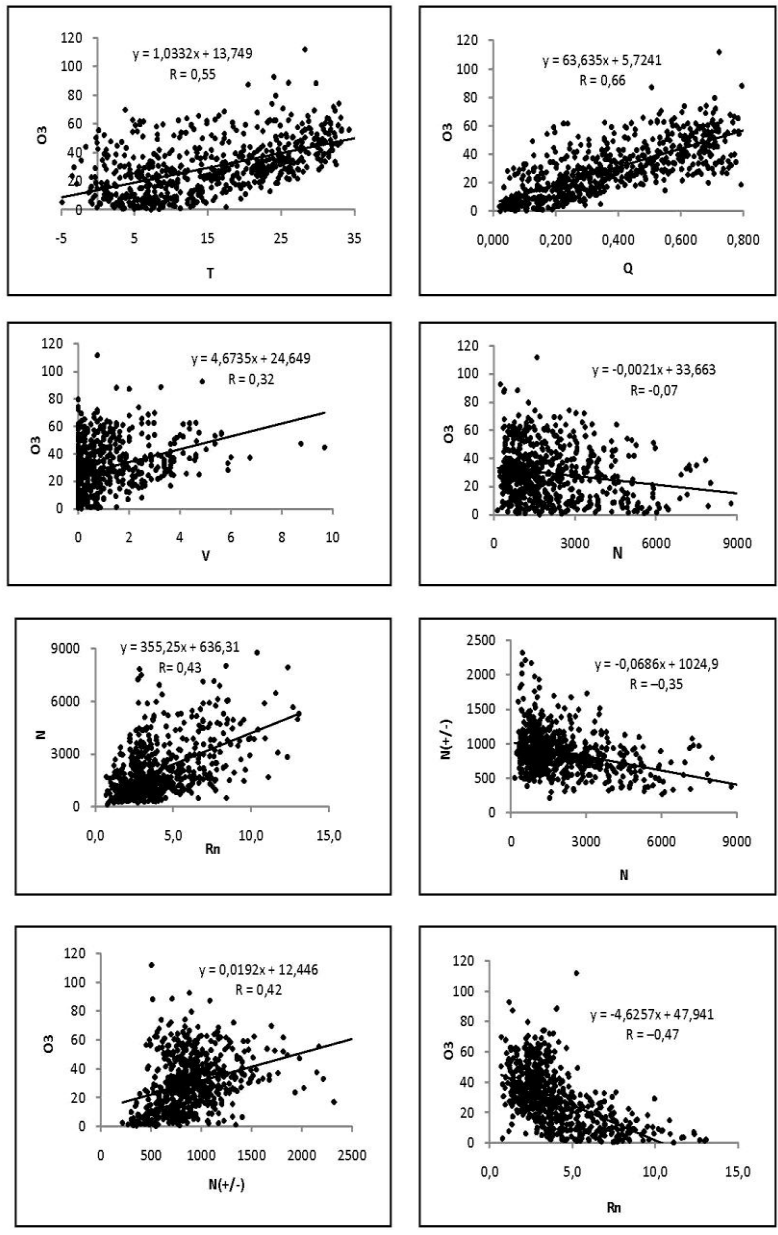 y = 1,0332x + 13,749
R = 0,55
O3
120
100
80
60
40
20
0
-5
5
15
25
35
T
y = 63,635x + 5,7241
R = 0,66
O3
120
100
80
60
40
20
0
0,000
0,200
0,400
0,600
0,800
Q
y = 4,6735x + 24,649
R = 0,32
O3
120
100
80
60
40
20
0
0
2
4
6
8
10
V
y = -0,0021x + 33,663
R= -0,07
O3
120
100
80
60
40
20
0
0
3000
6000
9000
N
y = 355,25x + 636,31
R= 0,43
N
9000
6000
3000
0
0,0
5,0
10,0
15,0
Rn
y = -0,0686x + 1024,9
R = –0,35
N(+/-)
2500
2000
1500
1000
500
0
0
3000
6000
9000
N
y = 0,0192x + 12,446
R = 0,42
O3
120
100
80
60
40
20
0
0
500
1000
1500
2000
2500
N(+/-)
y = -4,6257x + 47,941
R = –0,47
O3
120
100
80
60
40
20
0
0,0
5,0
10,0
15,0
Rn